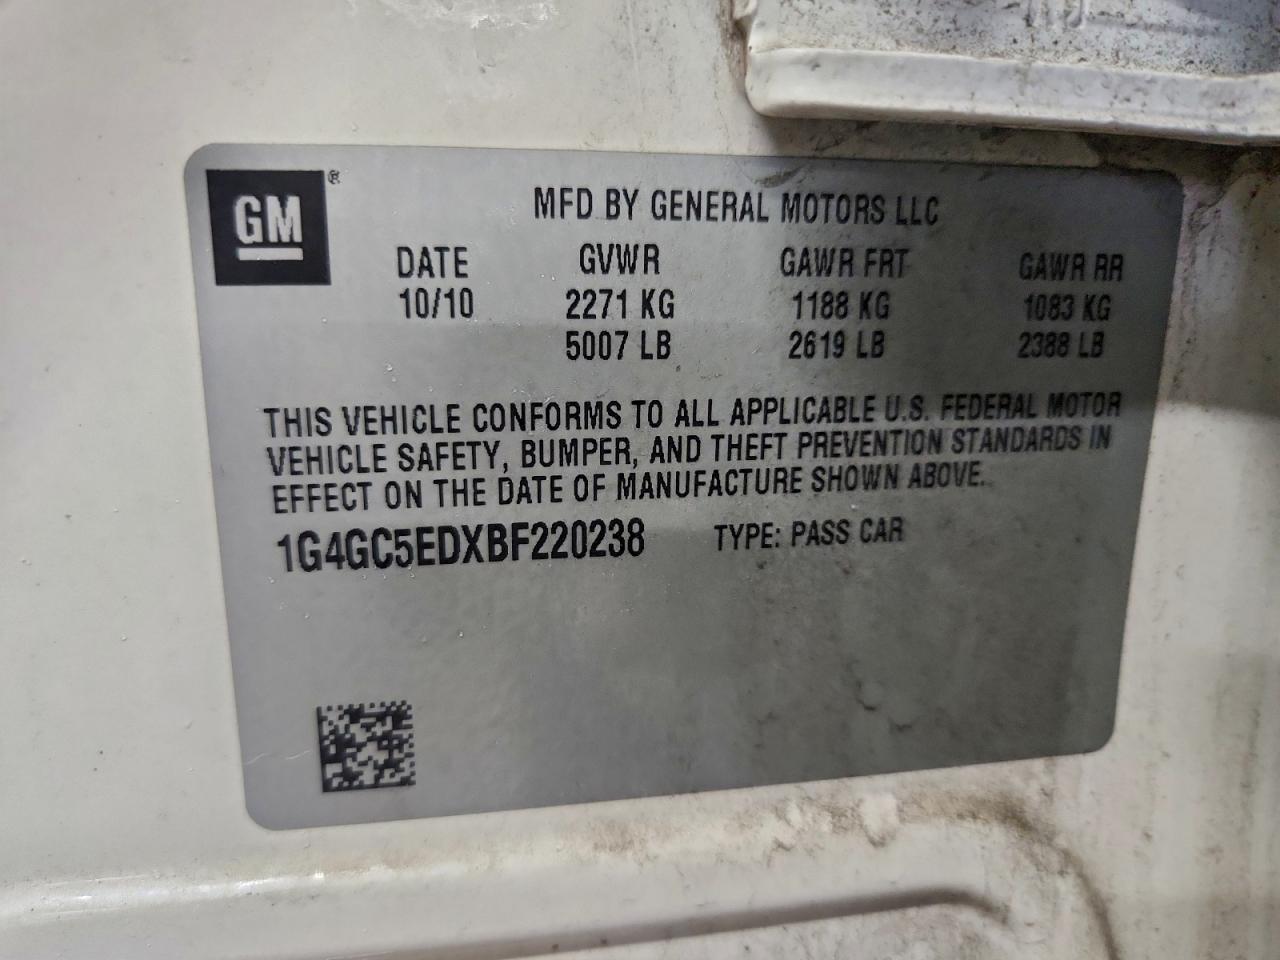 GM ®
MFD BY GENERAL MOTORS LLC
DATE GVWR GAWR FRT GAWR RR
10/10 2271 KG 1188 KG 1083 KG
5007 LB 2619 LB 2388 LB
THIS VEHICLE CONFORMS TO ALL APPLICABLE U.S. FEDERAL MOTOR
VEHICLE SAFETY, BUMPER, AND THEFT PREVENTION STANDARDS IN
EFFECT ON THE DATE OF MANUFACTURE SHOWN ABOVE.
1G4GC5EDXBF220238 TYPE: PASS CAR